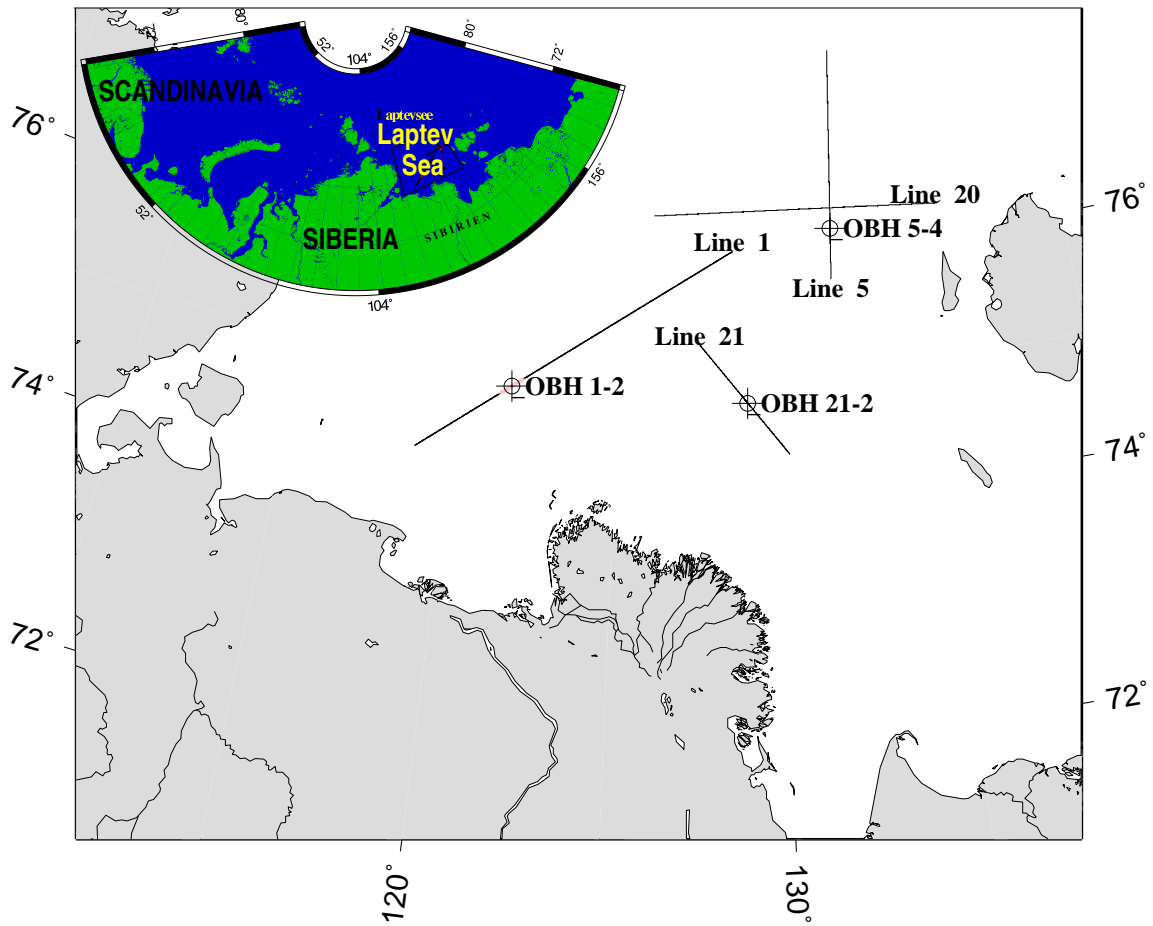 80°
52°
156°
104°
80°
72°
SCANDINAVIA
Laptevsee
Laptev
Sea
SIBERIA
SIBIRIEN
52°
104°
156°
76°
76°
Line 20
OBH 5-4
Line 1
Line 5
Line 21
74°
OBH 1-2
OBH 21-2
74°
72°
72°
120°
130°